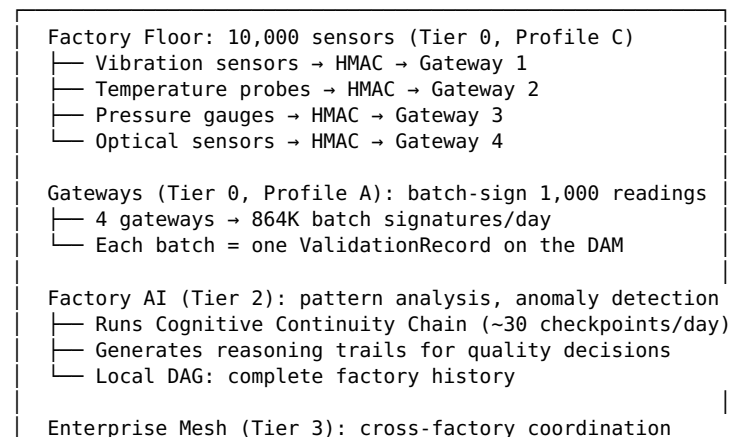 Factory Floor: 10,000 sensors (Tier 0, Profile C)
├── Vibration sensors → HMAC → Gateway 1
├── Temperature probes → HMAC → Gateway 2
├── Pressure gauges → HMAC → Gateway 3
└── Optical sensors → HMAC → Gateway 4
Gateways (Tier 0, Profile A): batch-sign 1,000 readings
├── 4 gateways → 864K batch signatures/day
└── Each batch = one ValidationRecord on the DAM
Factory AI (Tier 2): pattern analysis, anomaly detection
├── Runs Cognitive Continuity Chain (~30 checkpoints/day)
├── Generates reasoning trails for quality decisions
└── Local DAG: complete factory history
Enterprise Mesh (Tier 3): cross-factory coordination